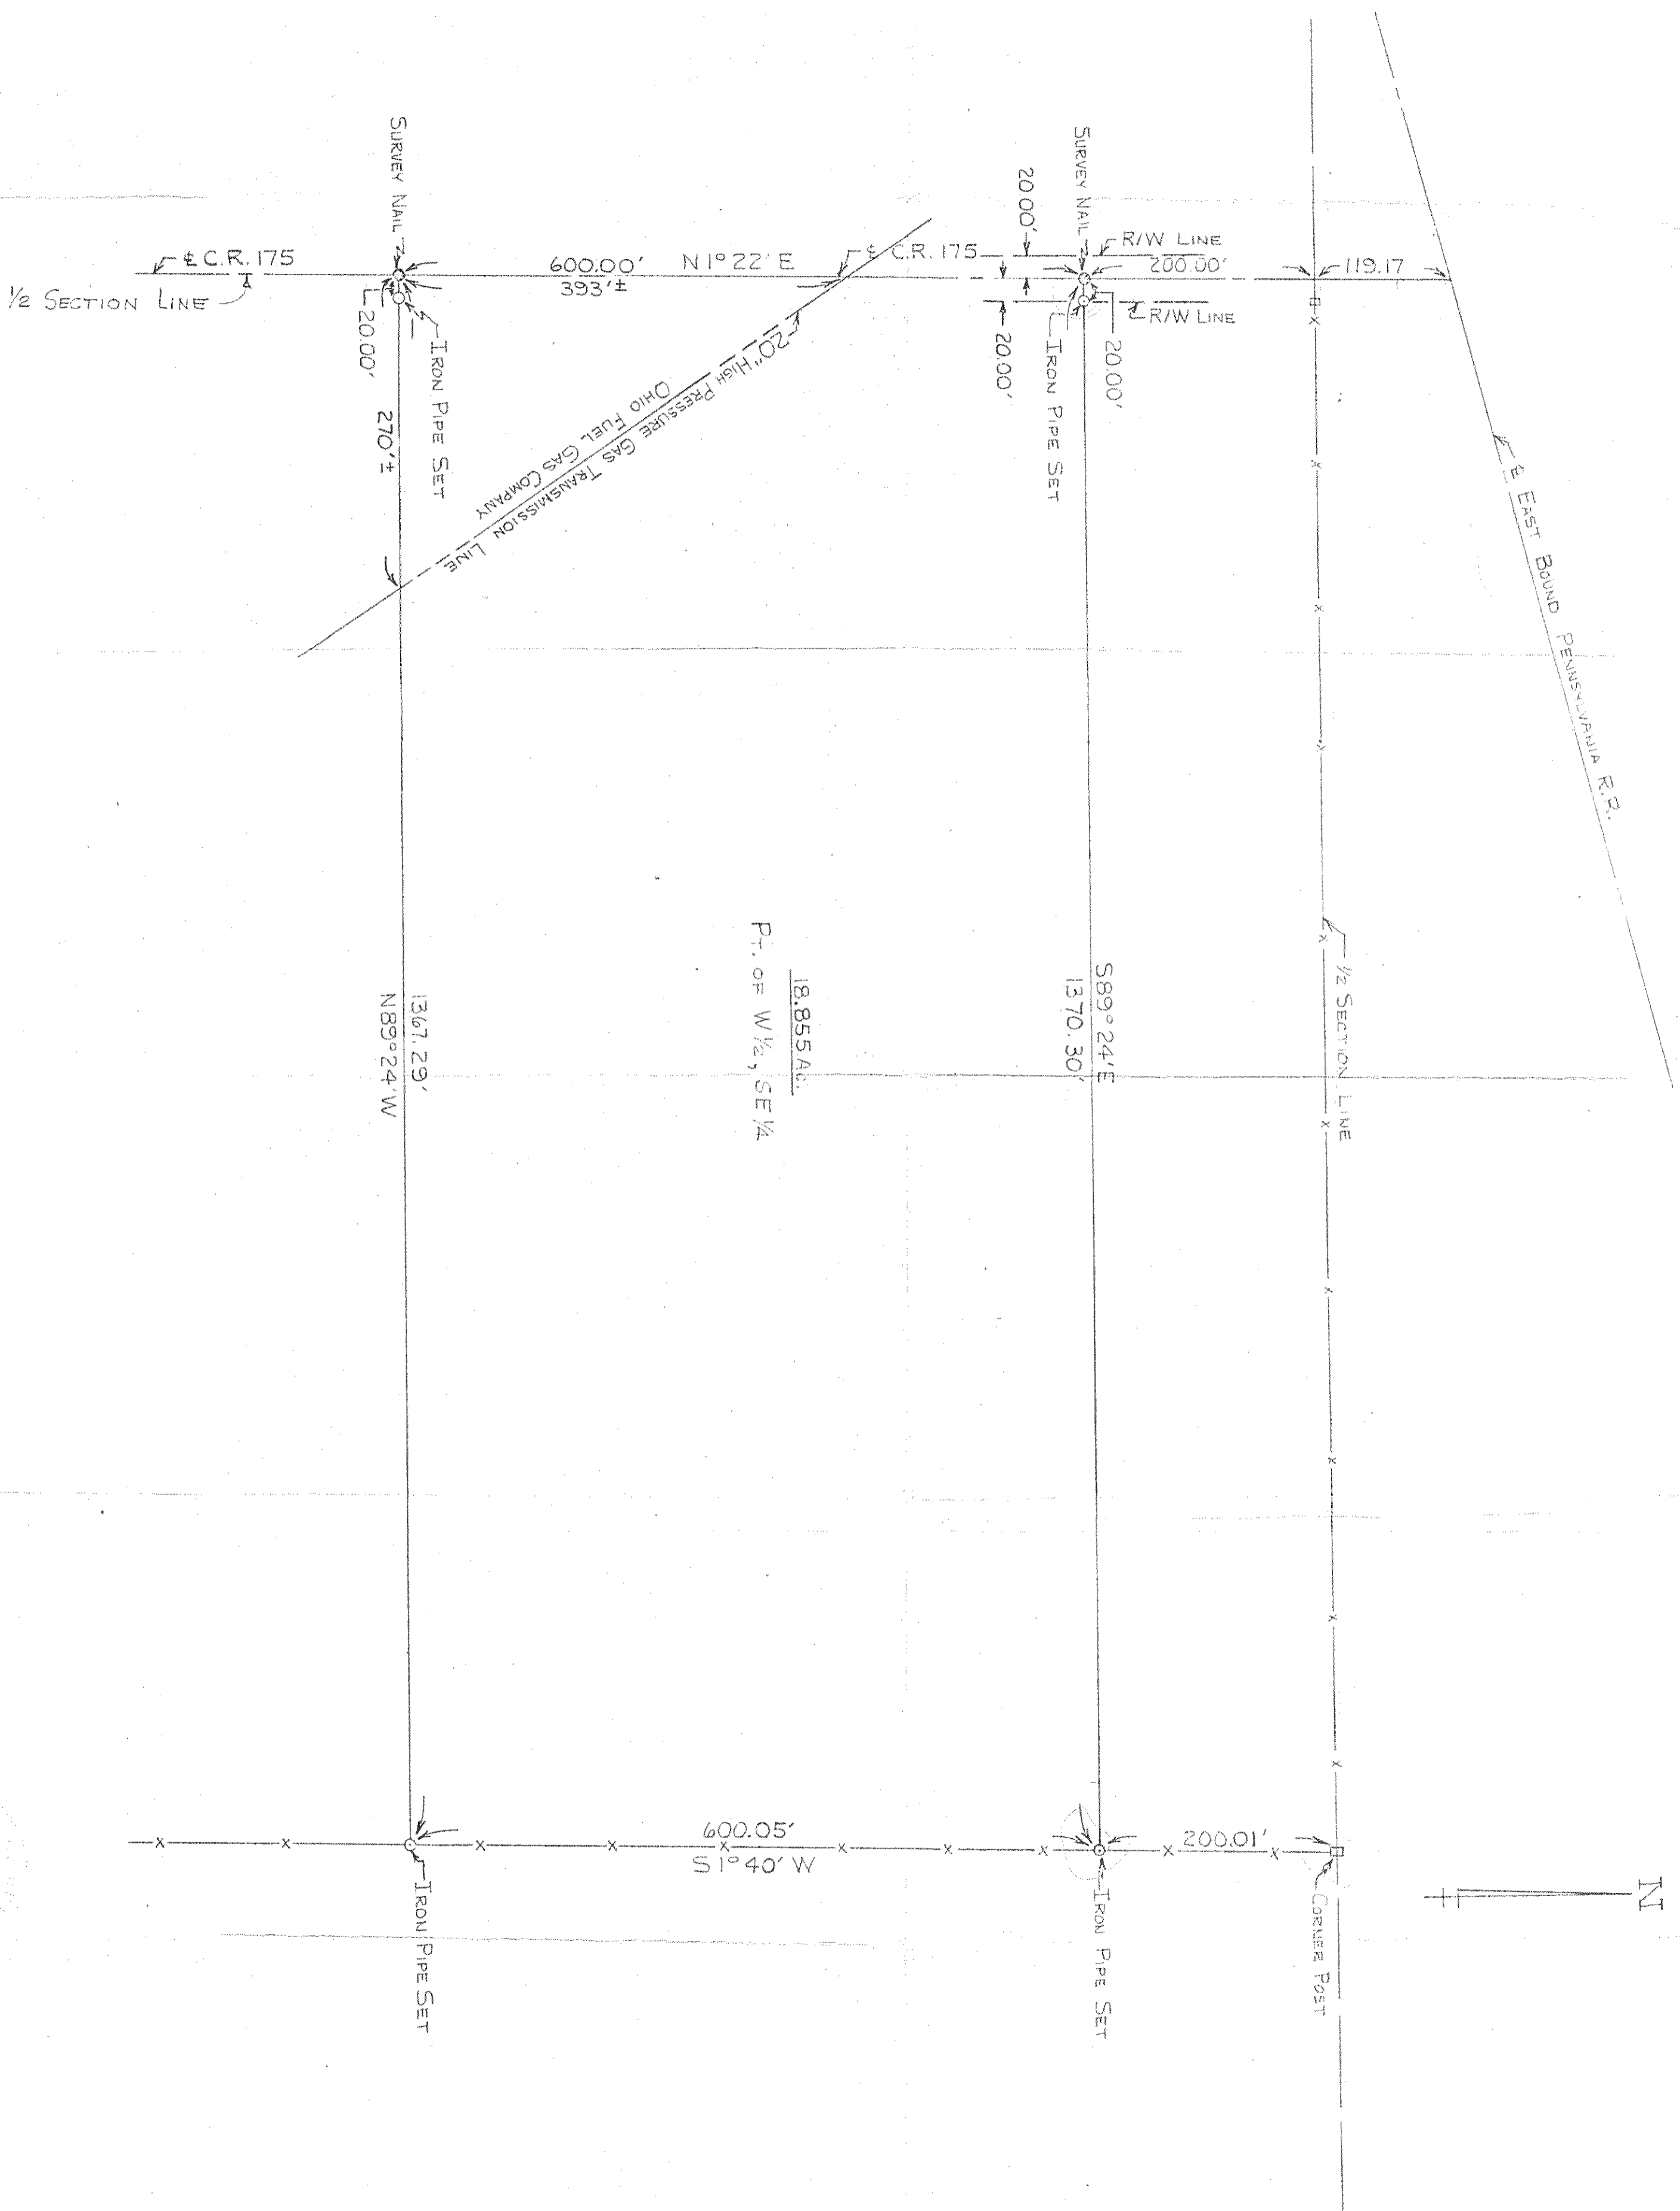 SURVEY NAIL
SURVEY NAIL
20.00'
R/W LINE
℄ C.R. 175
600.00' N1°22' E
393'±
℄ C.R. 175
200.00'
119.17
1/2 SECTION LINE
20.00'
IRON PIPE SET
270'±
20" HIGH PRESSURE GAS TRANSMISSION LINE
OHIO FUEL GAS COMPANY
20.00'
IRON PIPE SET
20.00'
R/W LINE
℄ EAST BOUND PENNSYLVANIA R.R.
1/2 SECTION LINE
S89°24'E
1370.30'
18.855 AC.
PT. OF W 1/2, SE 1/4
1367.29'
N89°24'W
600.05'
S1°40' W
200.01'
IRON PIPE SET
IRON PIPE SET
CORNER POST
N